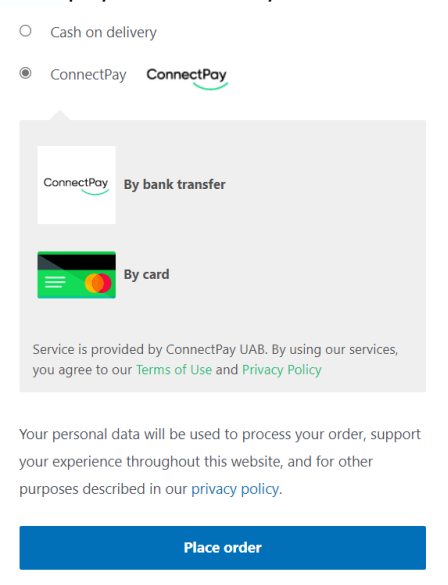 Cash on delivery
ConnectPay ConnectPay
ConnectPay By bank transfer
By card
Service is provided by ConnectPay UAB. By using our services,
you agree to our Terms of Use and Privacy Policy
Your personal data will be used to process your order, support
your experience throughout this website, and for other
purposes described in our privacy policy.
Place order